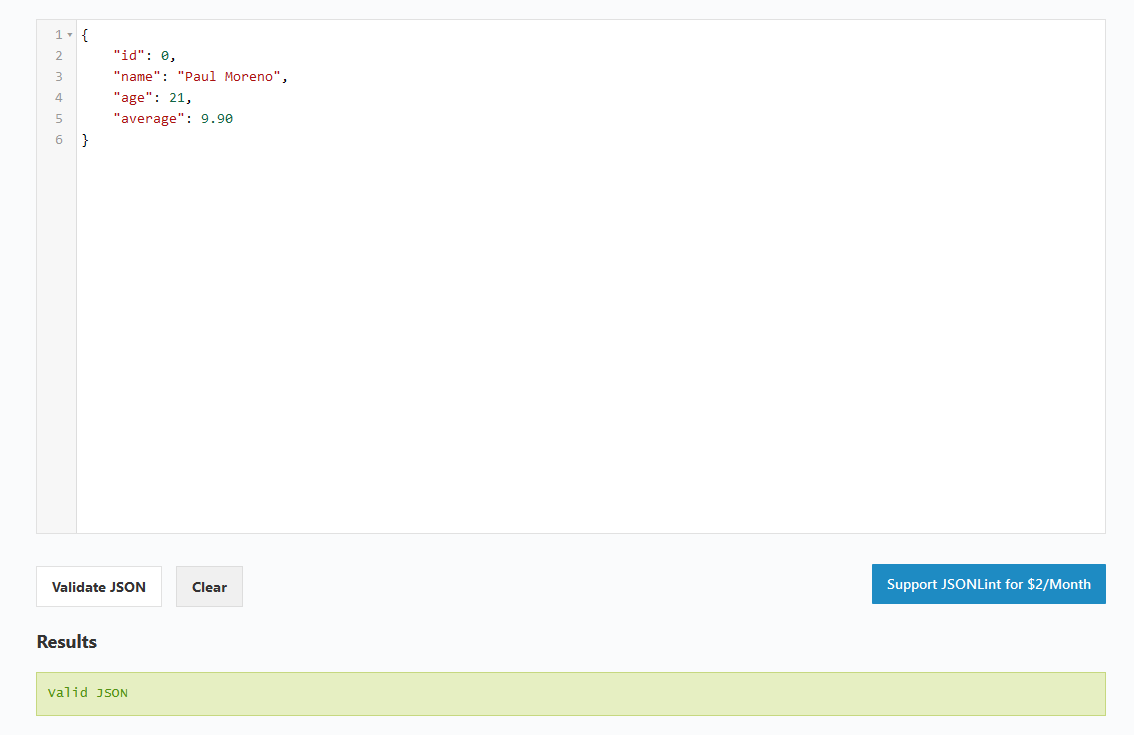 1 {
2     "id": 0,
3     "name": "Paul Moreno",
4     "age": 21,
5     "average": 9.90
6 }
Validate JSON Clear Support JSONLint for $2/Month
Results
Valid JSON